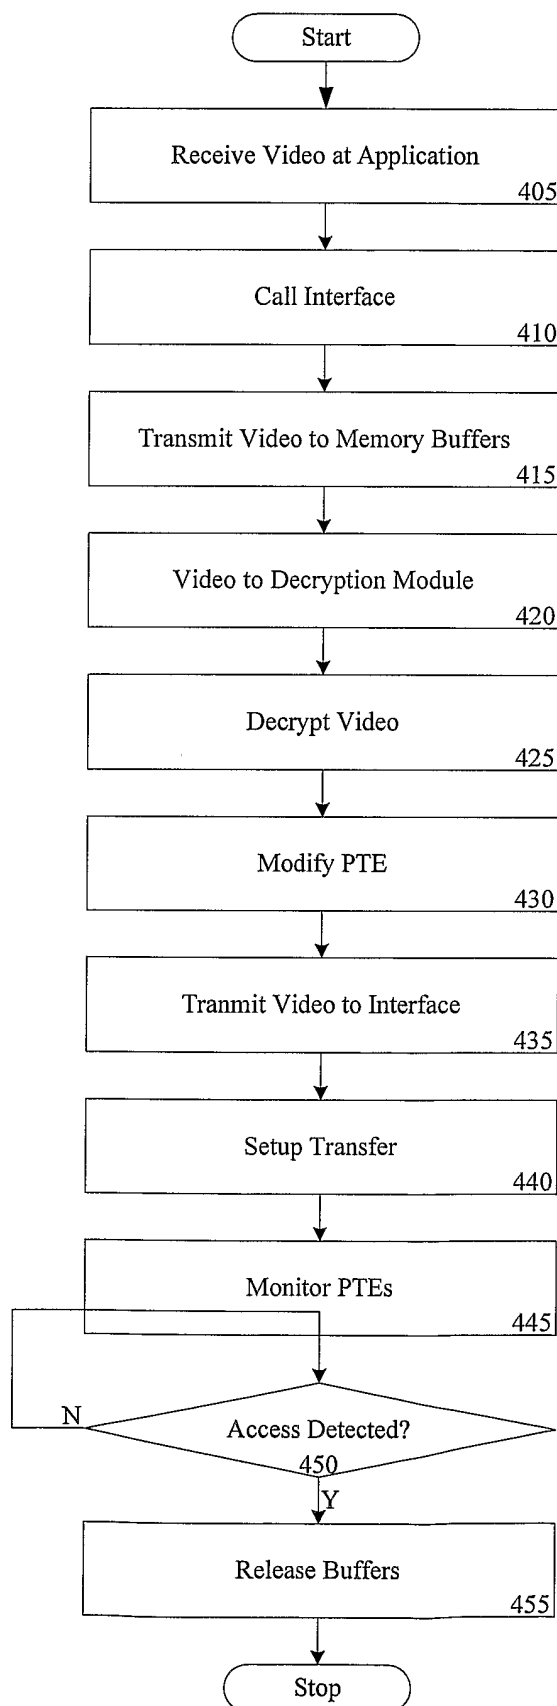 Start
Receive Video at Application
405
Call Interface
410
Transmit Video to Memory Buffers
415
Video to Decryption Module
420
Decrypt Video
425
Modify PTE
430
Tranmit Video to Interface
435
Setup Transfer
440
Monitor PTEs
445
N
Access Detected?
450
Y
Release Buffers
455
Stop